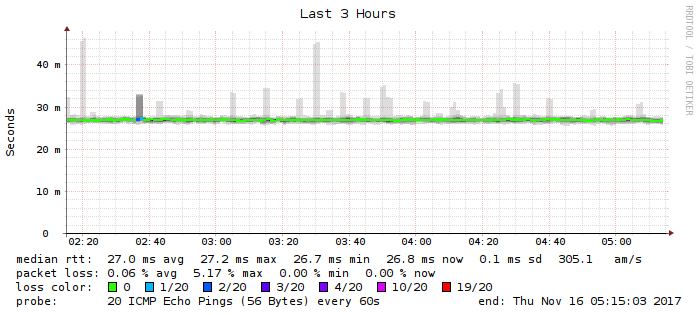 Last 3 Hours
RRDTOOL / TOBI OETIKER
Seconds
40 m
30 m
20 m
10 m
0
02:20 02:40 03:00 03:20 03:40 04:00 04:20 04:40 05:00
median rtt: 27.0 ms avg 27.2 ms max 26.7 ms min 26.8 ms now 0.1 ms sd 305.1 am/s
packet loss: 0.06 % avg 5.17 % max 0.00 % min 0.00 % now
loss color: 0 1/20 2/20 3/20 4/20 10/20 19/20
probe: 20 ICMP Echo Pings (56 Bytes) every 60s end: Thu Nov 16 05:15:03 2017